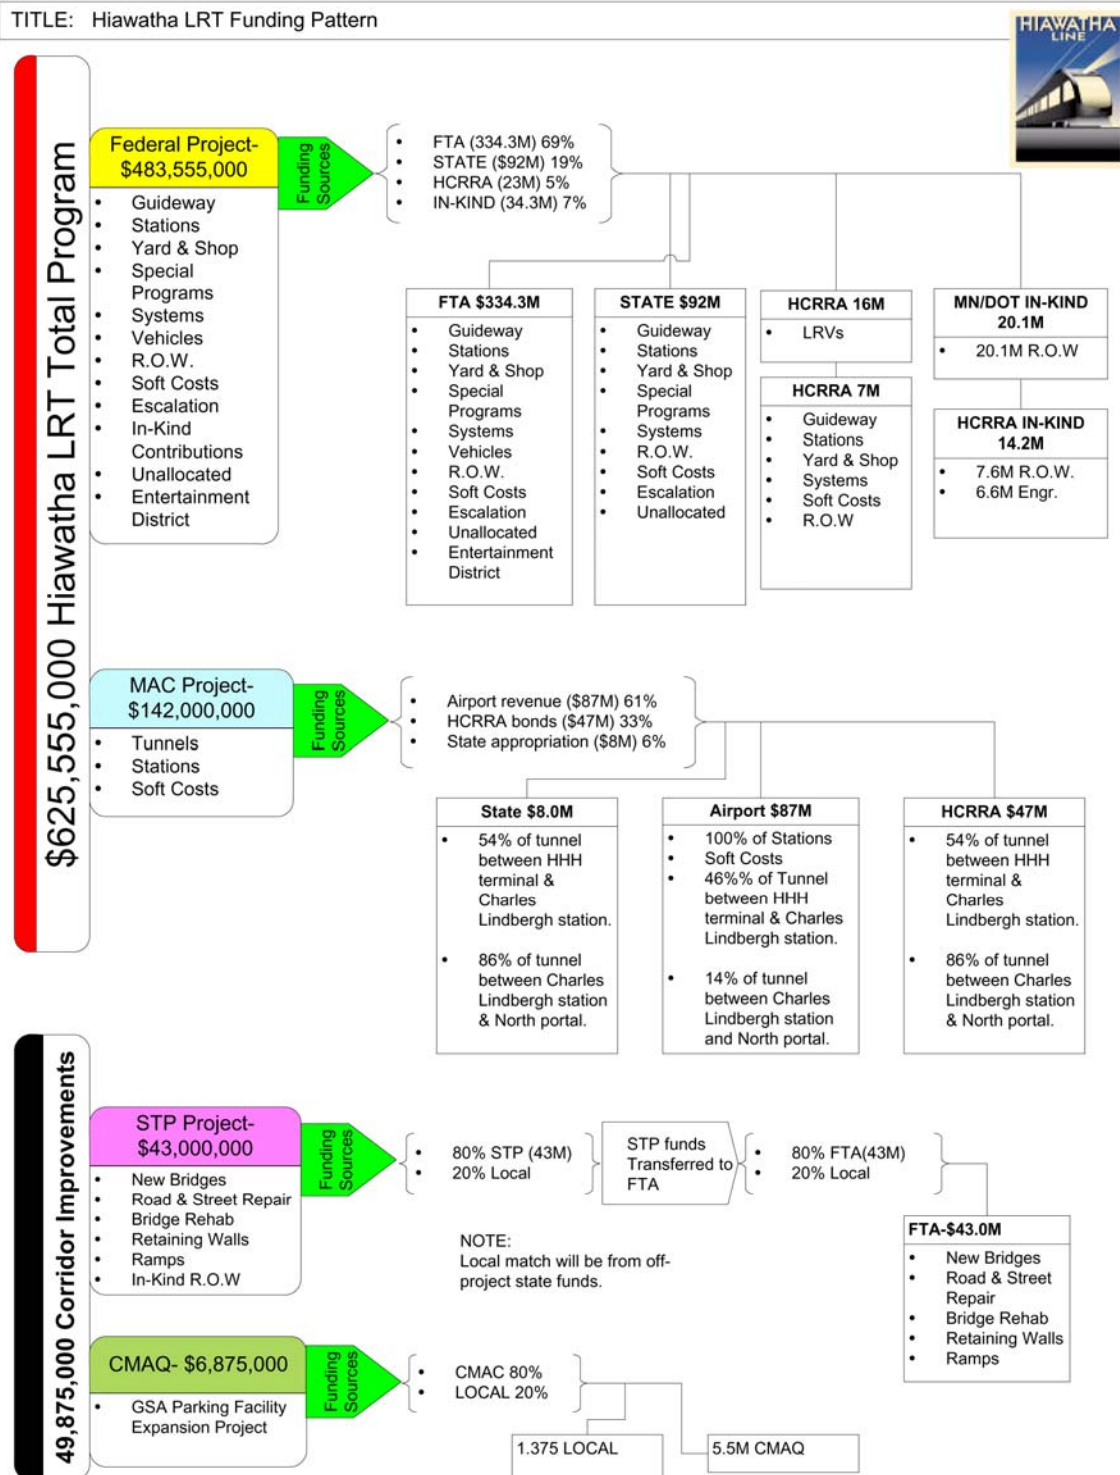 TITLE: Hiawatha LRT Funding Pattern
HIAWATHA
LINE
$625,555,000 Hiawatha LRT Total Program
Federal Project-
$483,555,000
• Guideway
• Stations
• Yard & Shop
• Special
Programs
• Systems
• Vehicles
• R.O.W.
• Soft Costs
• Escalation
• In-Kind
Contributions
• Unallocated
• Entertainment
District
Funding
Sources
• FTA (334.3M) 69%
• STATE ($92M) 19%
• HCRRA (23M) 5%
• IN-KIND (34.3M) 7%
FTA $334.3M
• Guideway
• Stations
• Yard & Shop
• Special
Programs
• Systems
• Vehicles
• R.O.W.
• Soft Costs
• Escalation
• Unallocated
• Entertainment
District
STATE $92M
• Guideway
• Stations
• Yard & Shop
• Special
Programs
• Systems
• R.O.W.
• Soft Costs
• Escalation
• Unallocated
HCRRA 16M
• LRVs
HCRRA 7M
• Guideway
• Stations
• Yard & Shop
• Systems
• Soft Costs
• R.O.W
MN/DOT IN-KIND
20.1M
• 20.1M R.O.W
HCRRA IN-KIND
14.2M
• 7.6M R.O.W.
• 6.6M Engr.
MAC Project-
$142,000,000
• Tunnels
• Stations
• Soft Costs
Funding
Sources
• Airport revenue ($87M) 61%
• HCRRA bonds ($47M) 33%
• State appropriation ($8M) 6%
State $8.0M
• 54% of tunnel
between HHH
terminal &
Charles
Lindbergh station.
• 86% of tunnel
between Charles
Lindbergh station
& North portal.
Airport $87M
• 100% of Stations
• Soft Costs
• 46%% of Tunnel
between HHH
terminal & Charles
Lindbergh station.
• 14% of tunnel
between Charles
Lindbergh station
and North portal.
HCRRA $47M
• 54% of tunnel
between HHH
terminal &
Charles
Lindbergh station.
• 86% of tunnel
between Charles
Lindbergh station
& North portal.
49,875,000 Corridor Improvements
STP Project-
$43,000,000
• New Bridges
• Road & Street Repair
• Bridge Rehab
• Retaining Walls
• Ramps
• In-Kind R.O.W
Funding
Sources
• 80% STP (43M)
• 20% Local
STP funds
Transferred to
FTA
• 80% FTA(43M)
• 20% Local
NOTE:
Local match will be from off-
project state funds.
FTA-$43.0M
• New Bridges
• Road & Street
Repair
• Bridge Rehab
• Retaining Walls
• Ramps
CMAQ- $6,875,000
• GSA Parking Facility
Expansion Project
Funding
Sources
• CMAC 80%
• LOCAL 20%
1.375 LOCAL
5.5M CMAQ